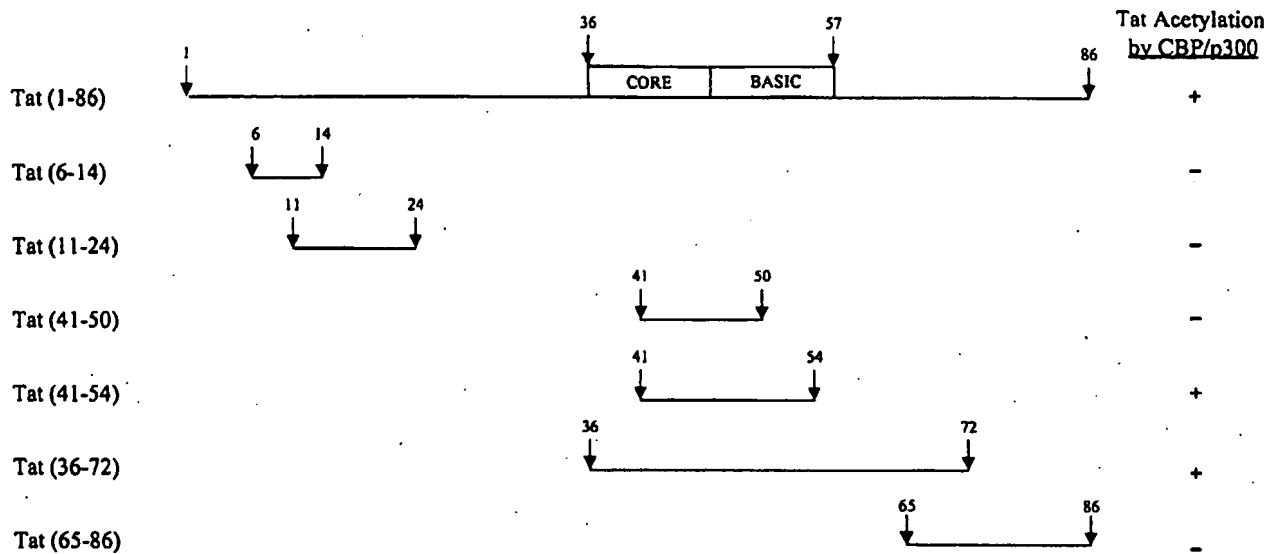 Tat Acetylation
by CBP/p300
36 57
1 86
CORE BASIC
Tat (1-86) +
6 14
Tat (6-14) -
11 24
Tat (11-24) -
41 50
Tat (41-50) -
41 54
Tat (41-54) +
36 72
Tat (36-72) +
65 86
Tat (65-86) -